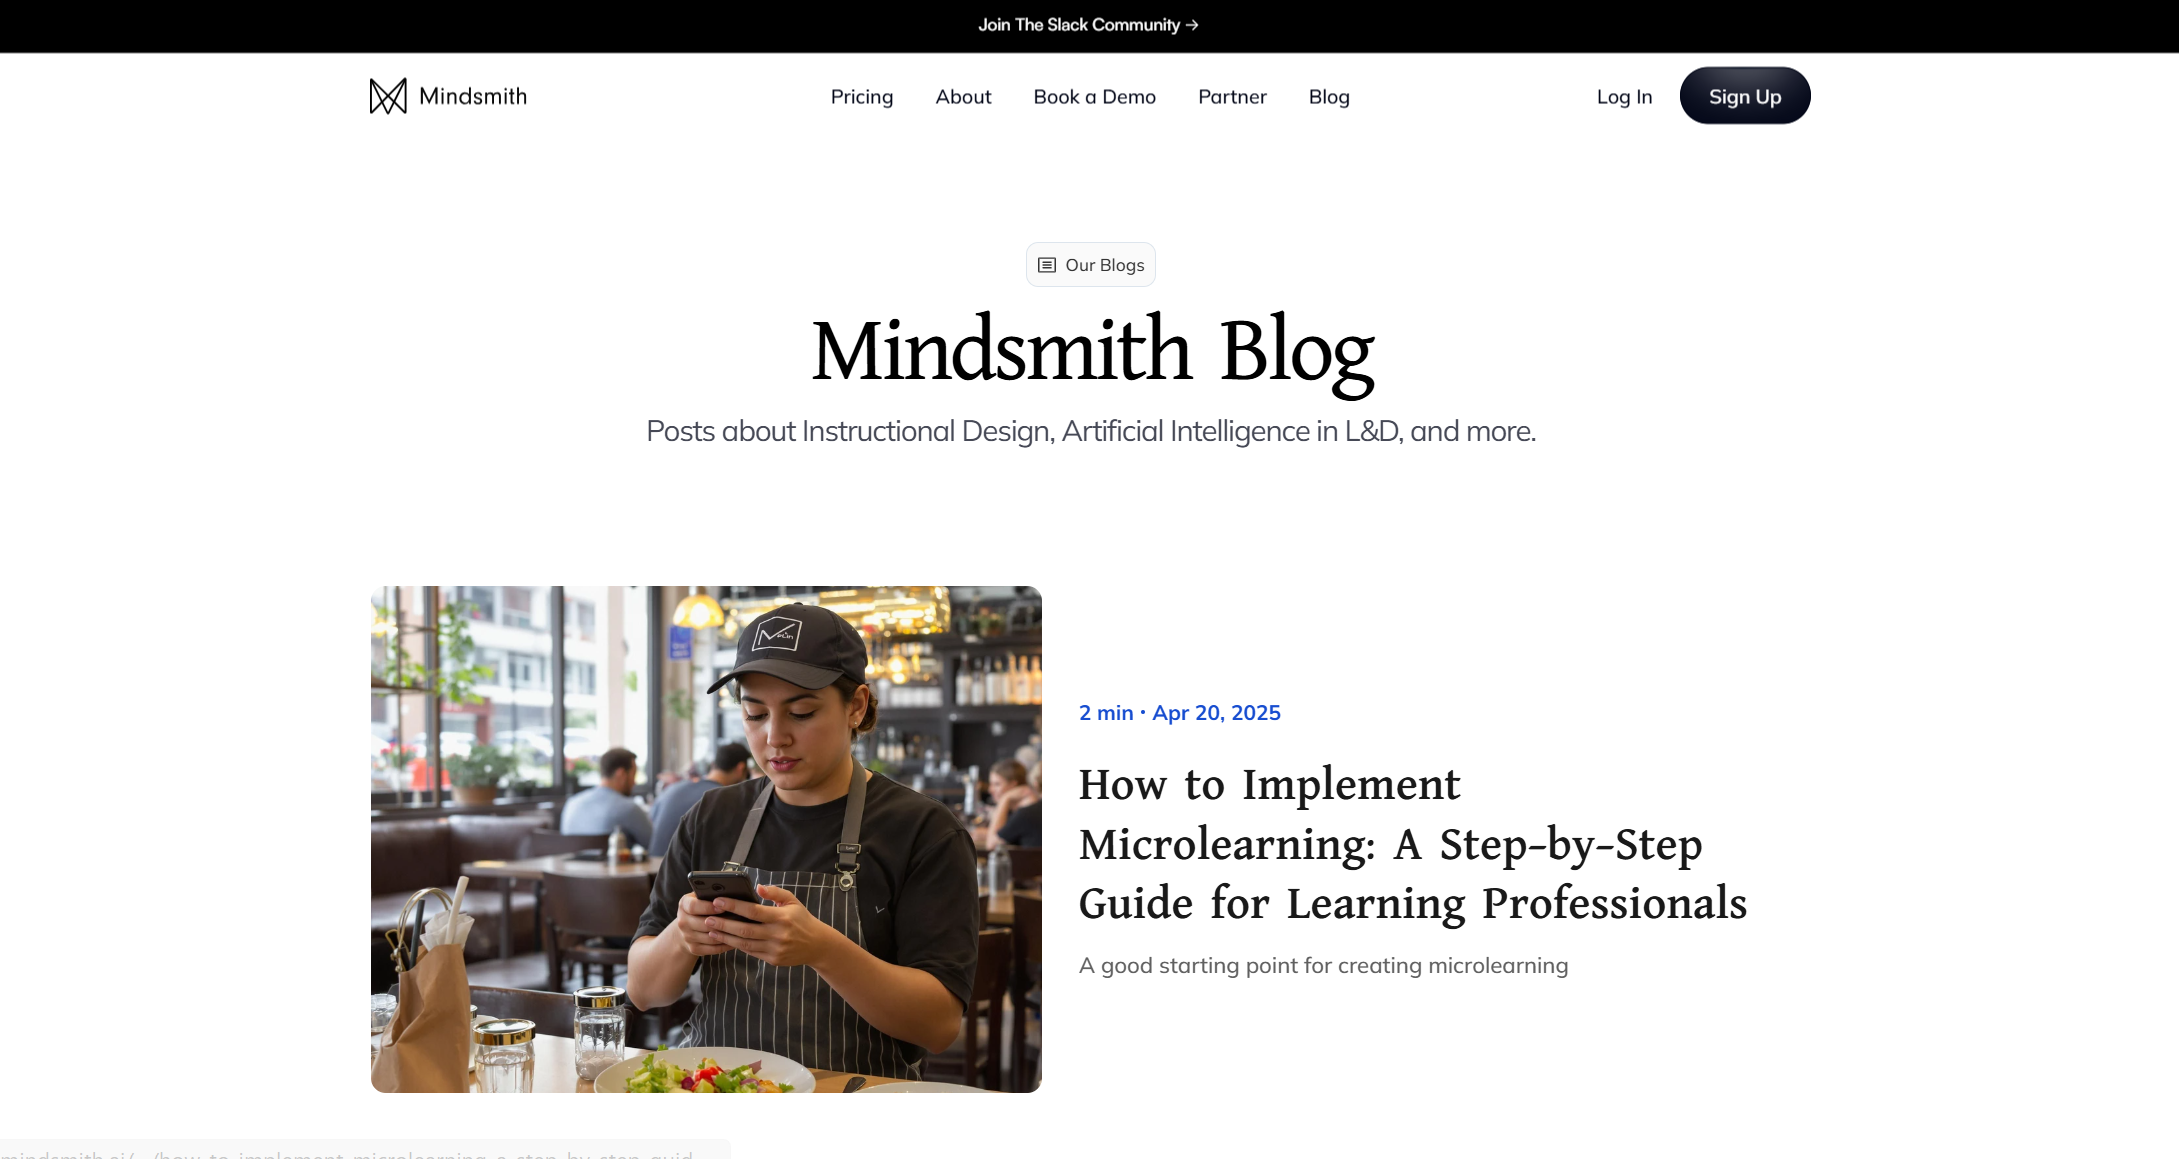 Join The Slack Community →
Mindsmith
Pricing About Book a Demo Partner Blog
Log In Sign Up
Our Blogs
Mindsmith Blog
Posts about Instructional Design, Artificial Intelligence in L&D, and more.
2 min • Apr 20, 2025
How to Implement
Microlearning: A Step-by-Step
Guide for Learning Professionals
A good starting point for creating microlearning